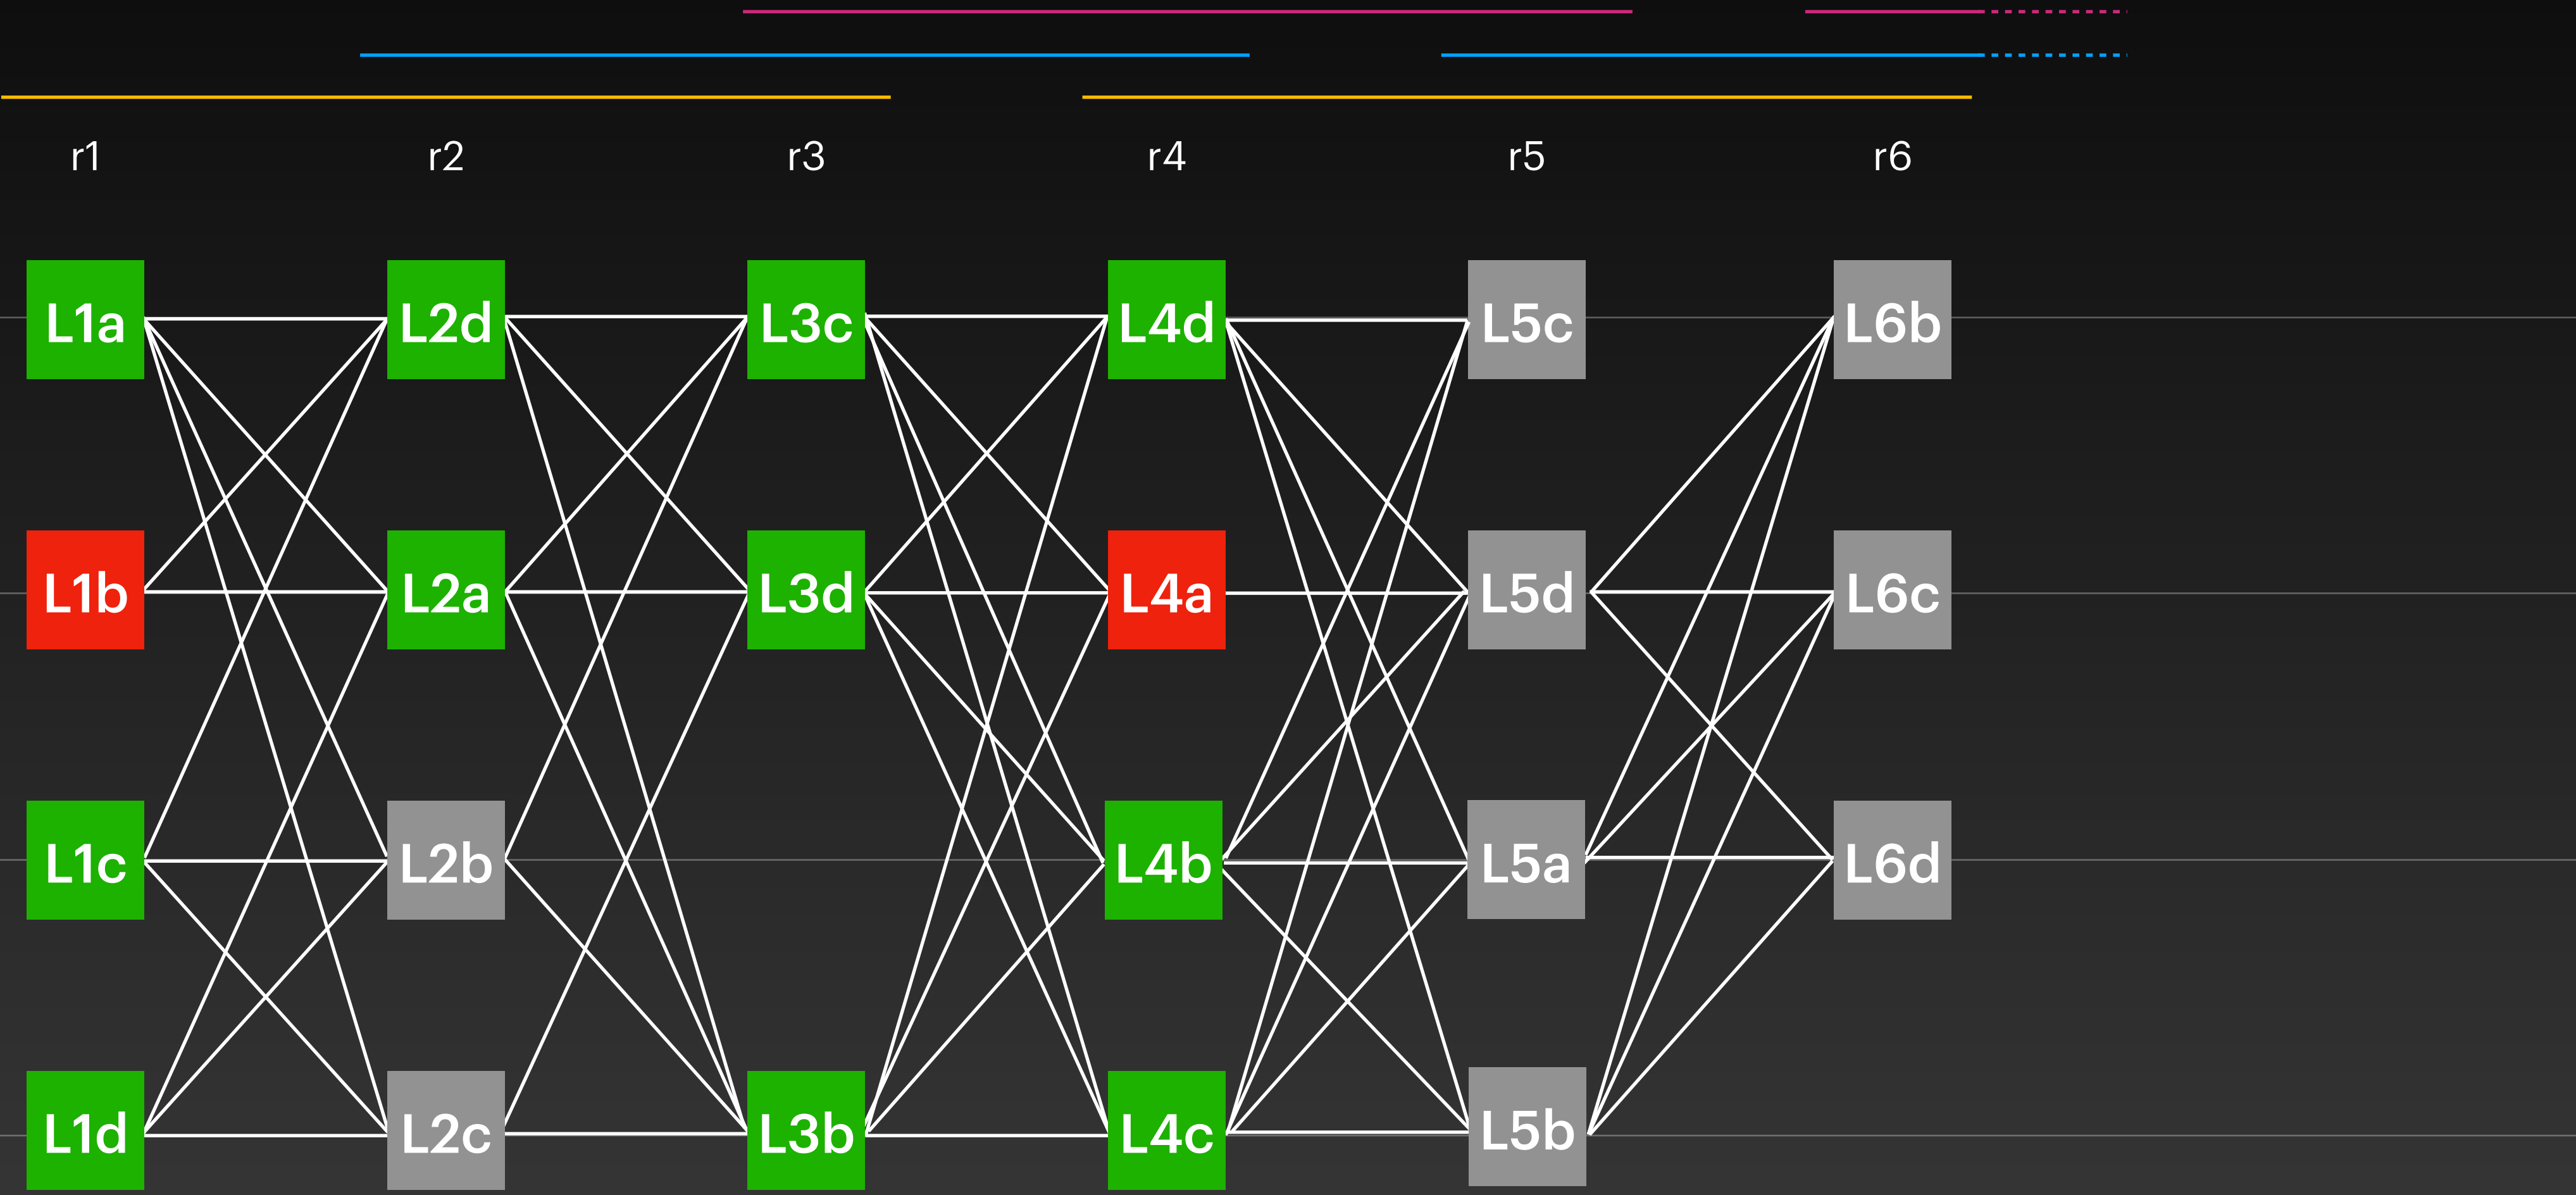 r1 r2 r3 r4 r5 r6
L1a L2d L3c L4d L5c L6b
L1b L2a L3d L4a L5d L6c
L1c L2b L4b L5a L6d
L1d L2c L3b L4c L5b